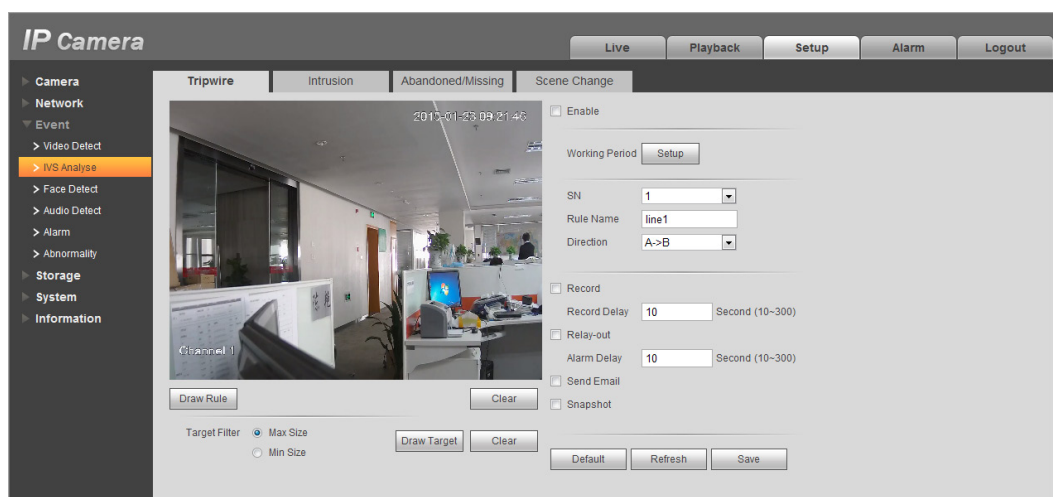 IP Camera
Live Playback Setup Alarm Logout
Camera
Network
Event
> Video Detect
> IVS Analyse
> Face Detect
> Audio Detect
> Alarm
> Abnormality
Storage
System
Information
Tripwire Intrusion Abandoned/Missing Scene Change
Channel 1
Draw Rule Clear
Target Filter Max Size
Min Size
Draw Target Clear
Enable
Working Period Setup
SN 1
Rule Name line1
Direction A->B
Record
Record Delay 10 Second (10~300)
Relay-out
Alarm Delay 10 Second (10~300)
Send Email
Snapshot
Default Refresh Save